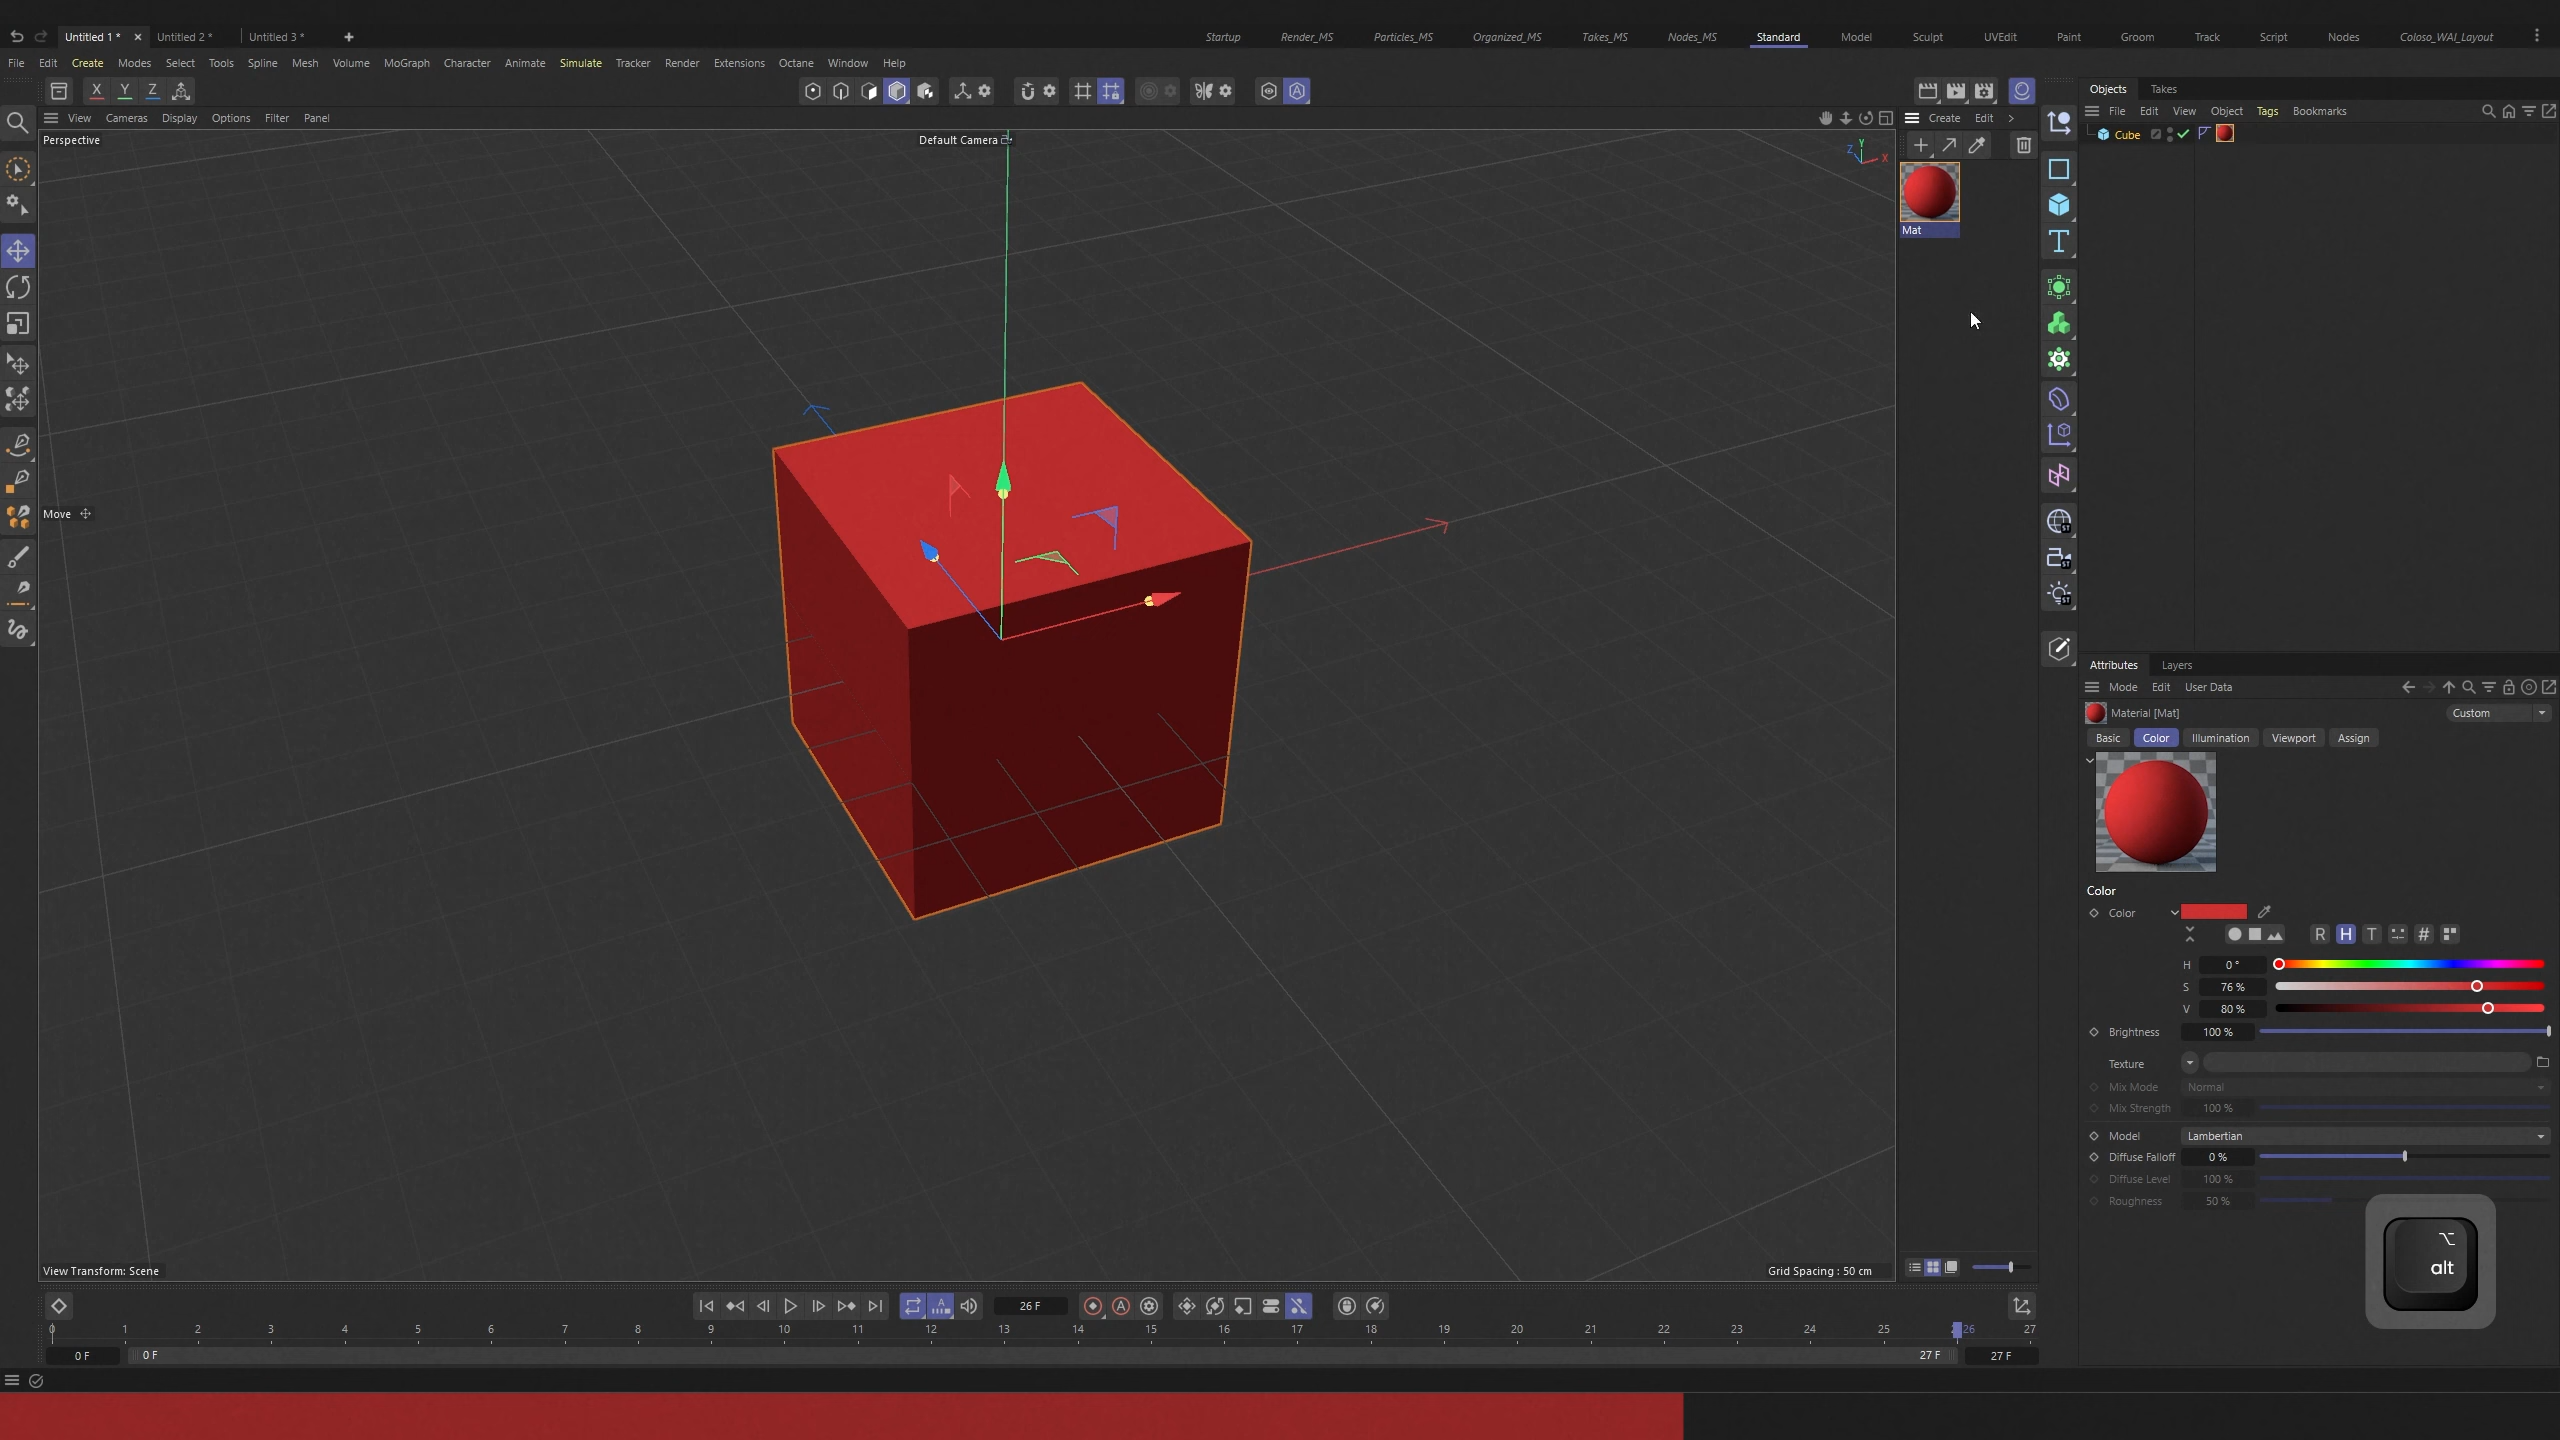 Untitled 1 * Untitled 2 * Untitled 3 * Startup Render_MS Particles_MS Organized_MS Takes_MS Nodes_MS Standard Model Sculpt UVEdit Paint Groom Track Script Nodes Coloso_WAI_Layout
File Edit Create Modes Select Tools Spline Mesh Volume MoGraph Character Animate Simulate Tracker Render Extensions Octane Window Help
X Y Z
Objects Takes
File Edit View Object Tags Bookmarks
View Cameras Display Options Filter Panel
Create Edit
Cube
Perspective
Default Camera
Z Y X
Mat
Move
ST
ST
ST
Attributes Layers
Mode Edit User Data
Material [Mat] Custom
Basic Color Illumination Viewport Assign
Color
Color
R H T #
H 0 °
S 76 %
V 80 %
Brightness 100 %
Texture
Mix Mode Normal
Mix Strength 100 %
Model Lambertian
Diffuse Falloff 0 %
Diffuse Level 100 %
Roughness 50 %
alt
View Transform: Scene
Grid Spacing : 50 cm
A 26 F A
0 1 2 3 4 5 6 7 8 9 10 11 12 13 14 15 16 17 18 19 20 21 22 23 24 25 26 27
0 F 0 F 27 F 27 F